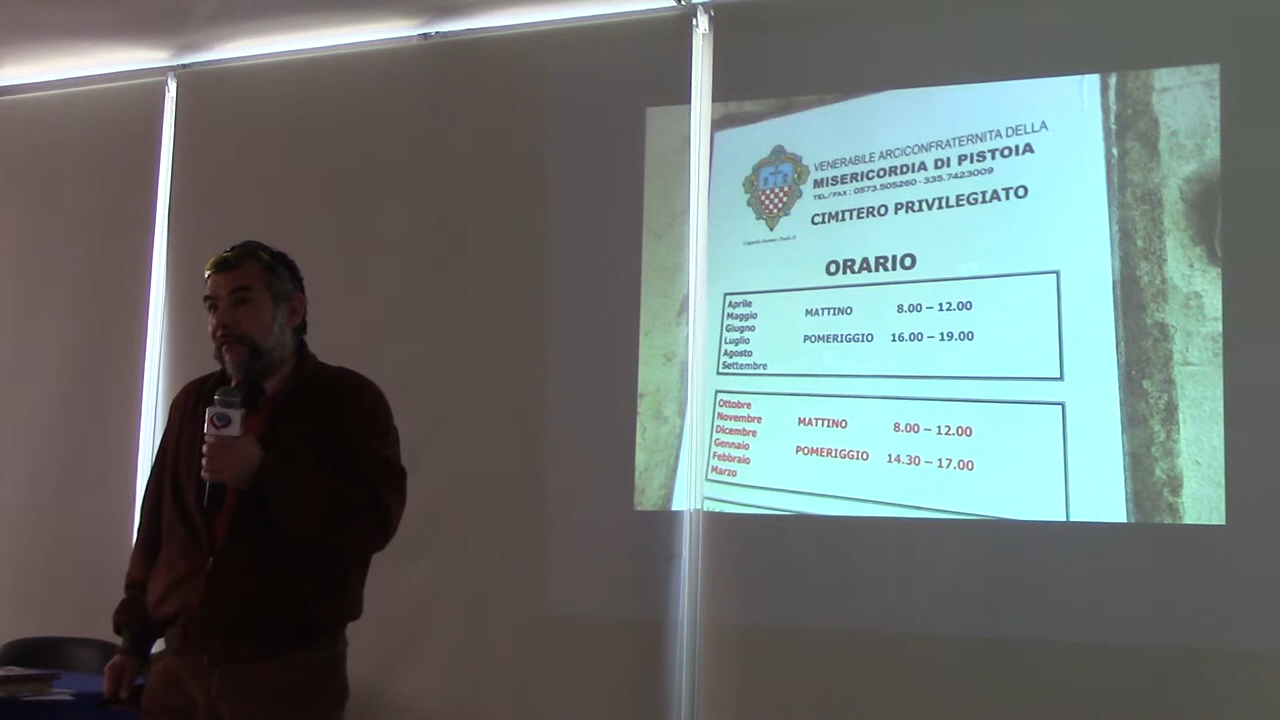 VENERABILE ARCICONFRATERNITA DELLA
MISERICORDIA DI PISTOIA
TEL/FAX : 0573.505260 - 335.7423009
CIMITERO PRIVILEGIATO
ORARIO
Aprile
Maggio
Giugno
Luglio
Agosto
Settembre
MATTINO 8.00 – 12.00
POMERIGGIO 16.00 – 19.00
Ottobre
Novembre
Dicembre
Gennaio
Febbraio
Marzo
MATTINO 8.00 – 12.00
POMERIGGIO 14.30 – 17.00